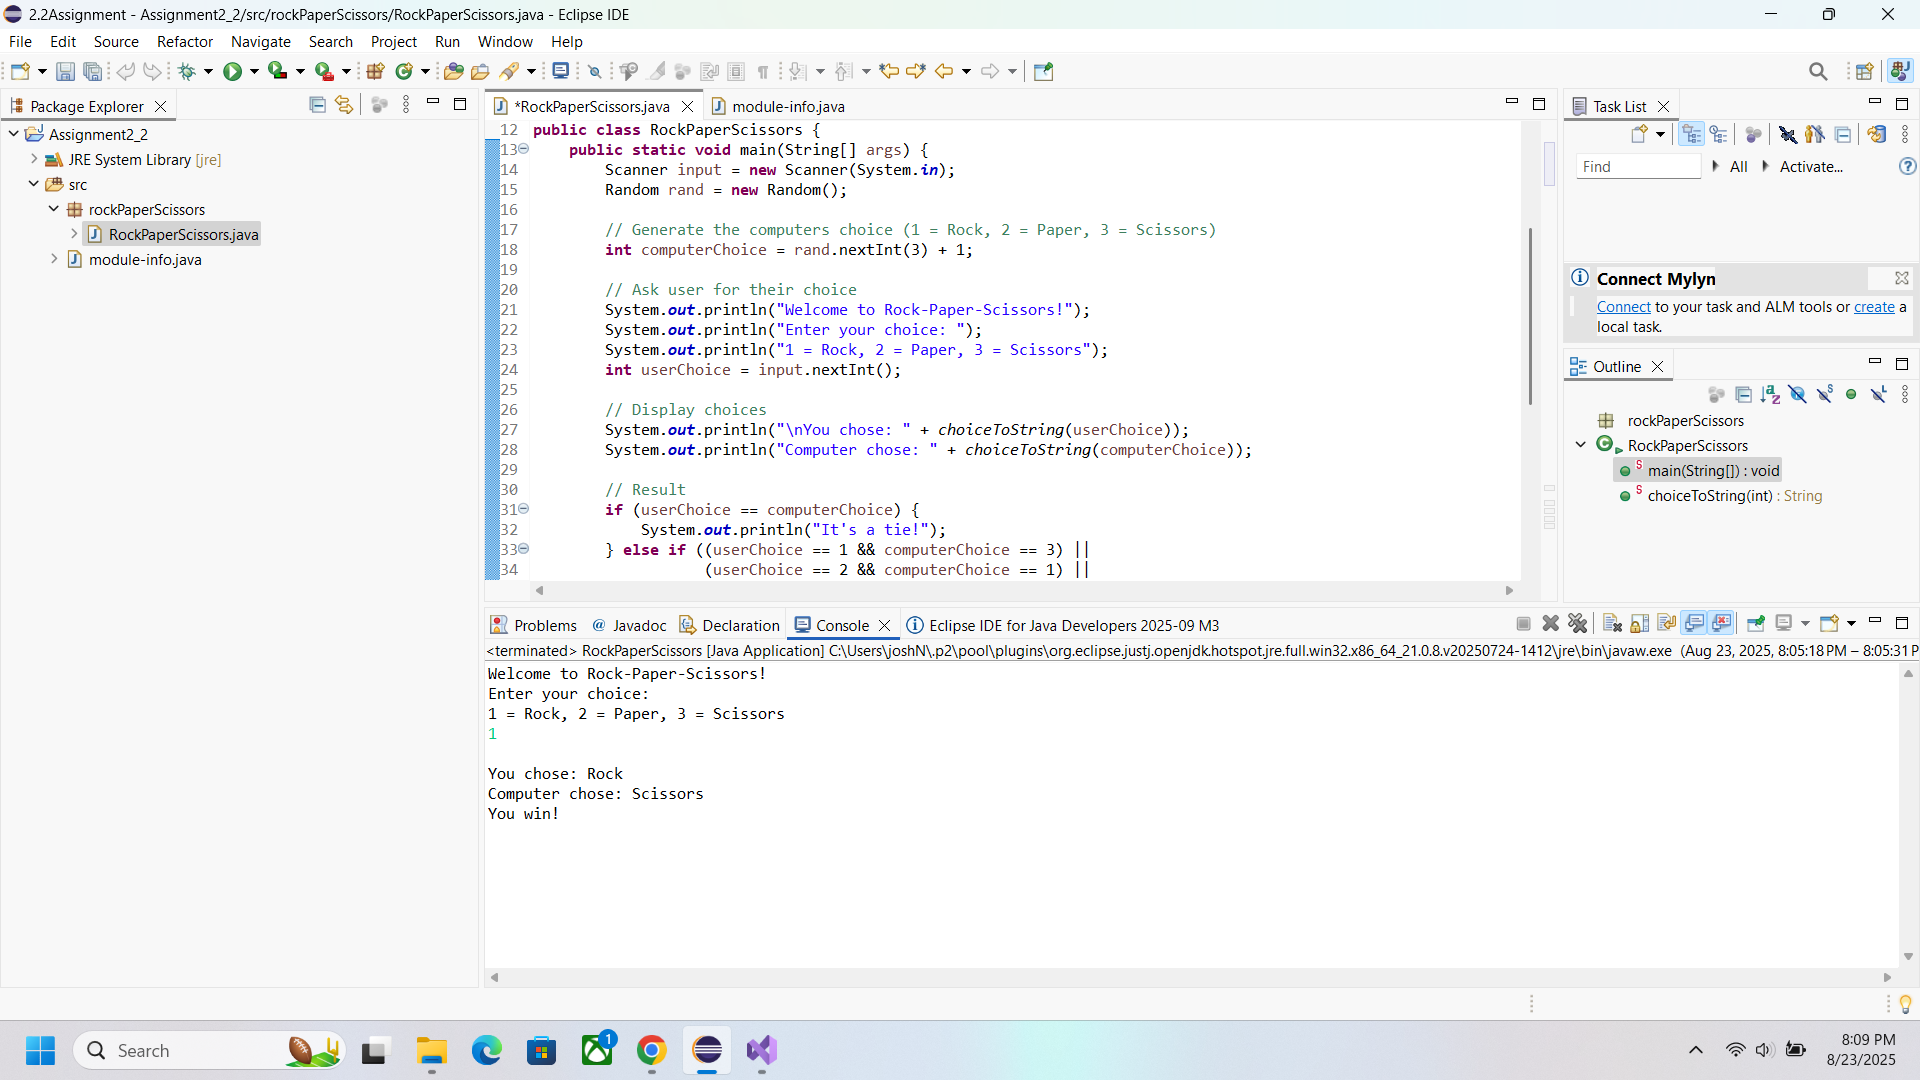 2.2Assignment - Assignment2_2/src/rockPaperScissors/RockPaperScissors.java - Eclipse IDE
File Edit Source Refactor Navigate Search Project Run Window Help
Package Explorer
Assignment2_2
JRE System Library [jre]
src
rockPaperScissors
RockPaperScissors.java
module-info.java
*RockPaperScissors.java module-info.java
12 public class RockPaperScissors {
13 public static void main(String[] args) {
14 Scanner input = new Scanner(System.in);
15 Random rand = new Random();
16
17 // Generate the computers choice (1 = Rock, 2 = Paper, 3 = Scissors)
18 int computerChoice = rand.nextInt(3) + 1;
19
20 // Ask user for their choice
21 System.out.println("Welcome to Rock-Paper-Scissors!");
22 System.out.println("Enter your choice: ");
23 System.out.println("1 = Rock, 2 = Paper, 3 = Scissors");
24 int userChoice = input.nextInt();
25
26 // Display choices
27 System.out.println("\nYou chose: " + choiceToString(userChoice));
28 System.out.println("Computer chose: " + choiceToString(computerChoice));
29
30 // Result
31 if (userChoice == computerChoice) {
32 System.out.println("It's a tie!");
33 } else if ((userChoice == 1 && computerChoice == 3) ||
34 (userChoice == 2 && computerChoice == 1) ||
Task List
Find All Activate...
Connect Mylyn
Connect to your task and ALM tools or create a
local task.
Outline
rockPaperScissors
RockPaperScissors
main(String[]) : void
choiceToString(int) : String
Problems Javadoc Declaration Console Eclipse IDE for Java Developers 2025-09 M3
<terminated> RockPaperScissors [Java Application] C:\Users\joshN\.p2\pool\plugins\org.eclipse.justj.openjdk.hotspot.jre.full.win32.x86_64_21.0.8.v20250724-1412\jre\bin\javaw.exe (Aug 23, 2025, 8:05:18 PM – 8:05:31 P
Welcome to Rock-Paper-Scissors!
Enter your choice:
1 = Rock, 2 = Paper, 3 = Scissors
1
You chose: Rock
Computer chose: Scissors
You win!
Search
1
8:09 PM
8/23/2025